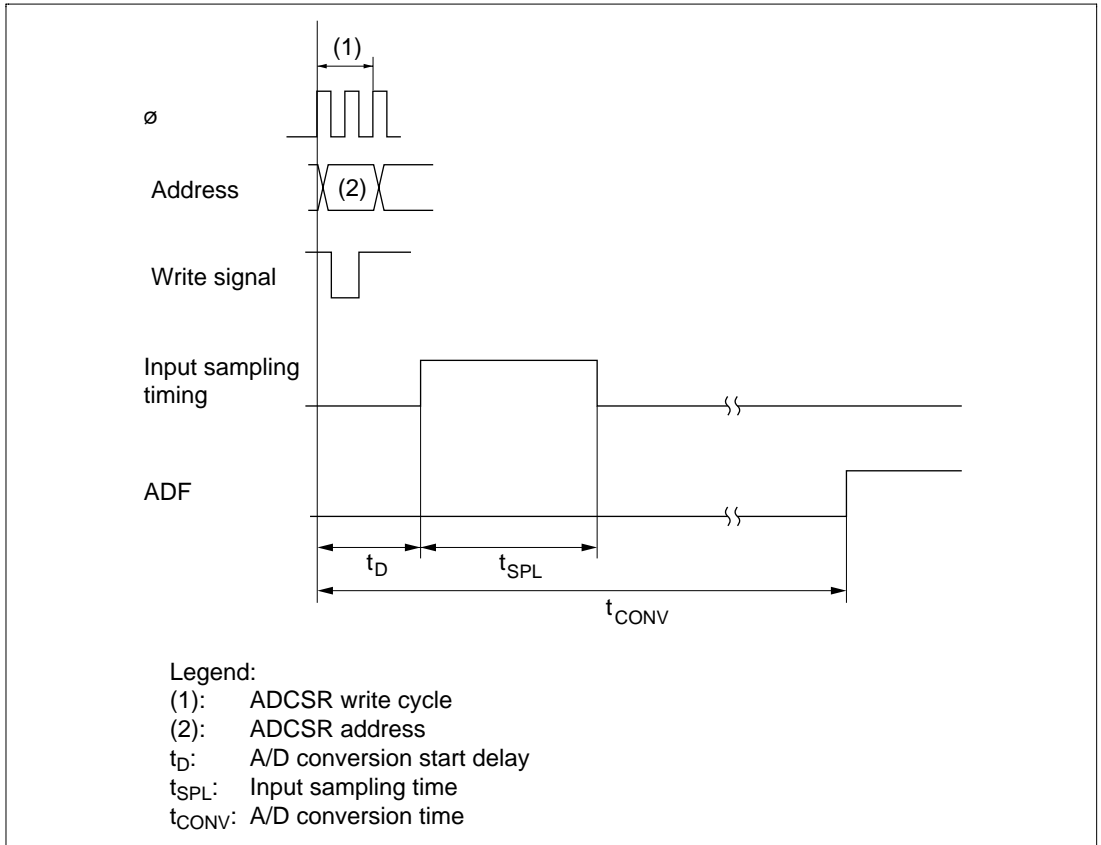 (1)
ø
Address
(2)
Write signal
Input sampling
timing
ADF
tD
tSPL
tCONV
Legend:
(1): ADCSR write cycle
(2): ADCSR address
tD: A/D conversion start delay
tSPL: Input sampling time
tCONV: A/D conversion time